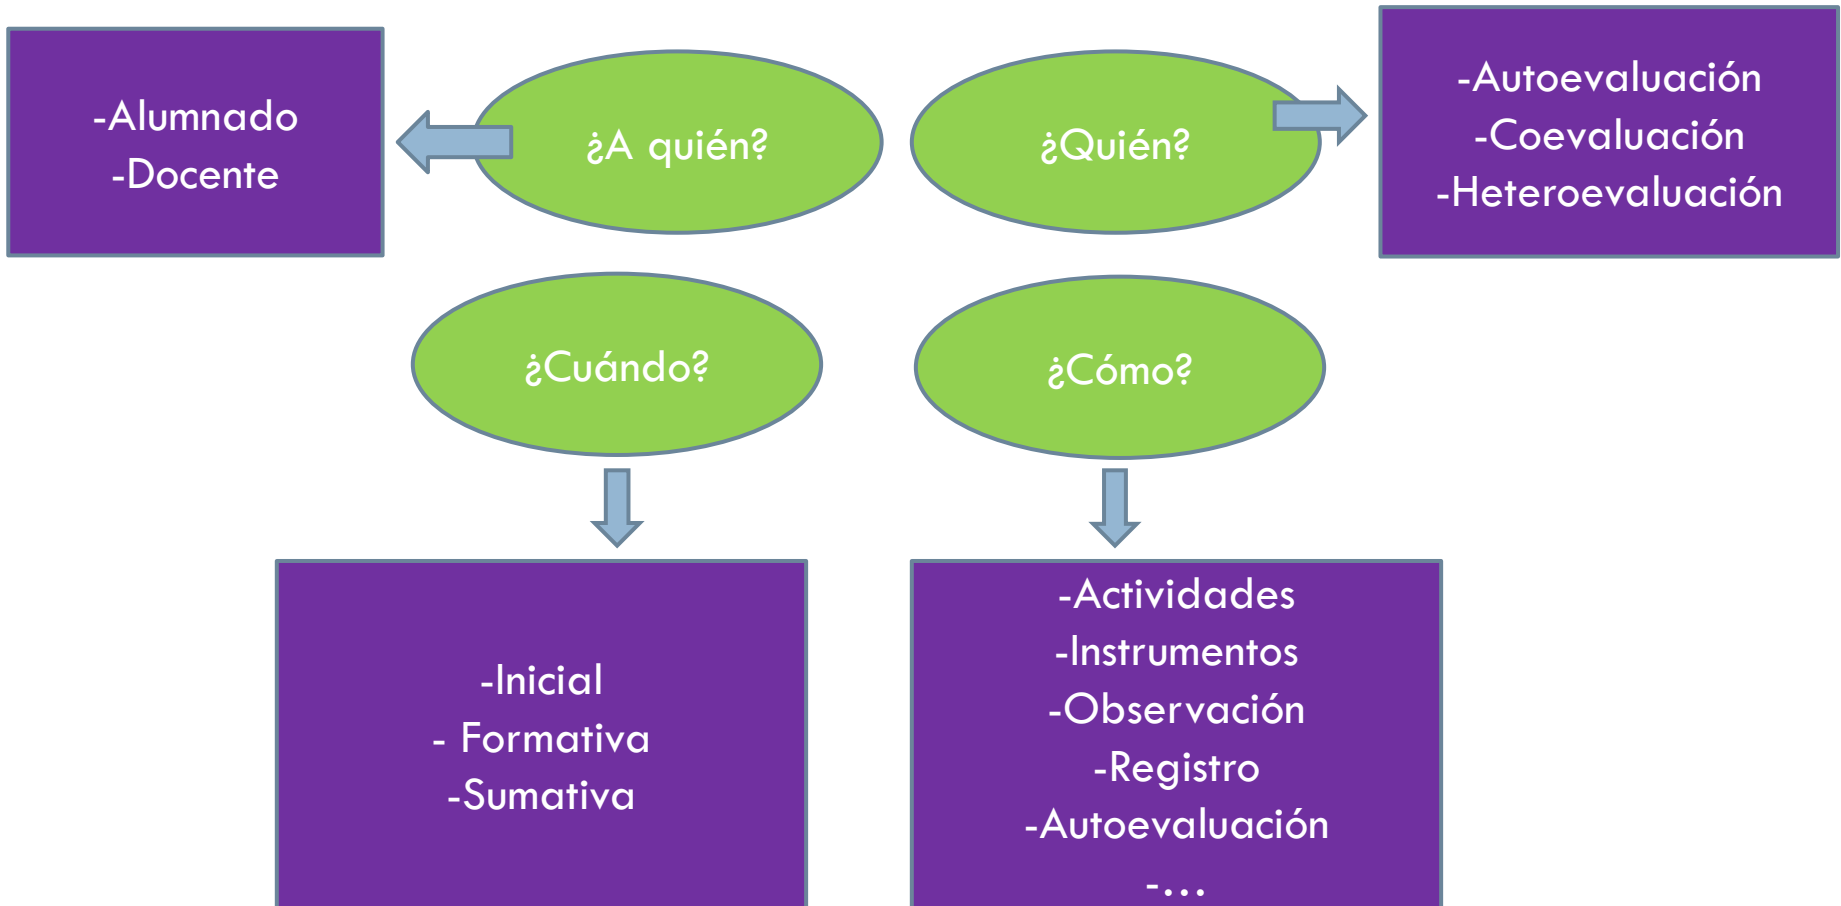 -Alumnado
-Docente
¿A quién?
¿Quién?
-Autoevaluación
-Coevaluación
-Heteroevaluación
¿Cuándo?
¿Cómo?
-Inicial
- Formativa
-Sumativa
-Actividades
-Instrumentos
-Observación
-Registro
-Autoevaluación
-...